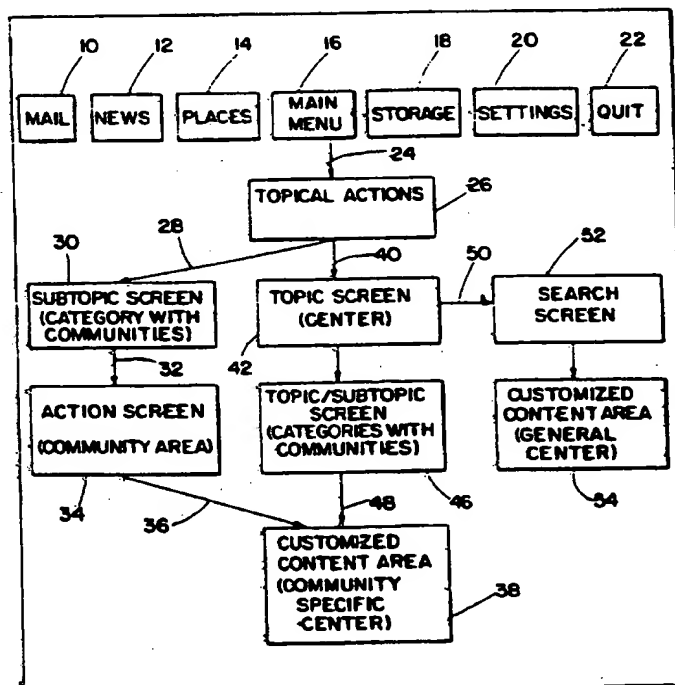 10 12 14 16 18 20 22
MAIL NEWS PLACES MAIN MENU STORAGE SETTINGS QUIT
24
TOPICAL ACTIONS
26
28
40
50
52
30
SUBTOPIC SCREEN
(CATEGORY WITH
COMMUNITIES)
TOPIC SCREEN
(CENTER)
SEARCH
SCREEN
32
42
ACTION SCREEN
(COMMUNITY AREA)
TOPIC/SUBTOPIC
SCREEN
(CATEGORIES WITH
COMMUNITIES)
CUSTOMIZED
CONTENT AREA
(GENERAL
CENTER)
34
36
48
46
54
CUSTOMIZED
CONTENT AREA
(COMMUNITY
SPECIFIC
CENTER)
38